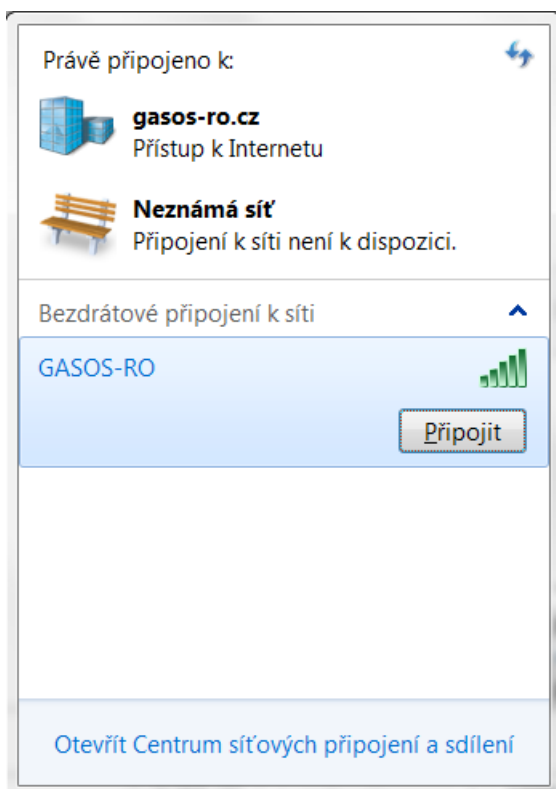 Právě připojeno k:
gasos-ro.cz
Přístup k Internetu
Neznámá síť
Připojení k síti není k dispozici.
Bezdrátové připojení k síti
GASOS-RO
Připojit
Otevřít Centrum síťových připojení a sdílení